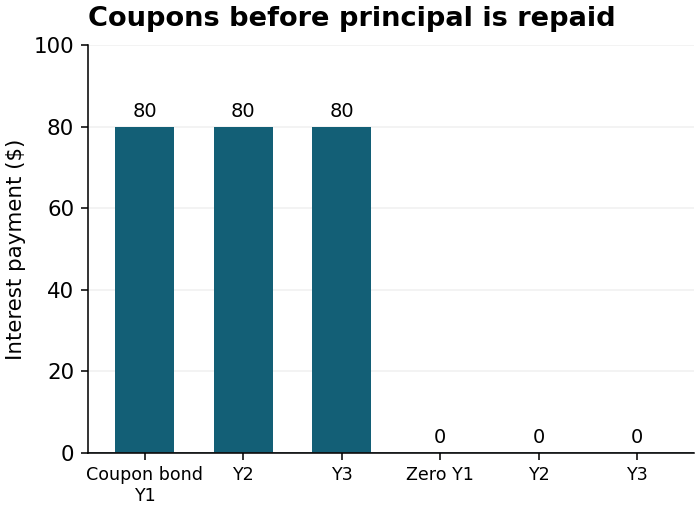 Coupons before principal is repaid
Interest payment ($)
100
80
60
40
20
0
80
80
80
0
0
0
Coupon bond
Y1
Y2
Y3
Zero Y1
Y2
Y3